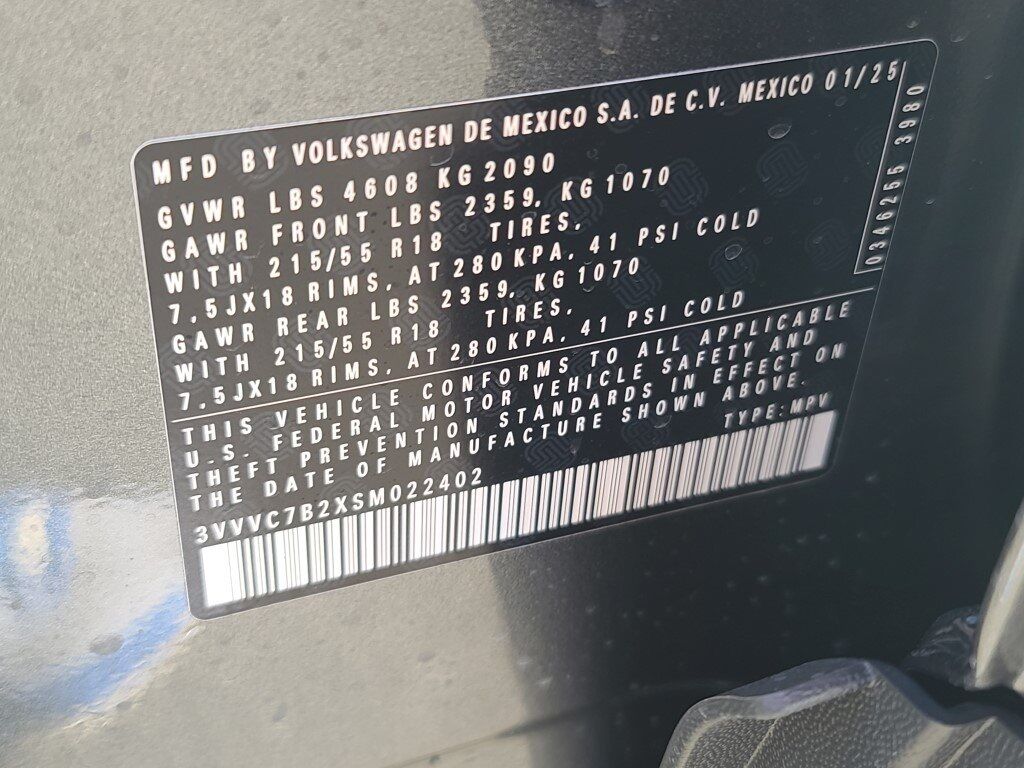 MFD BY VOLKSWAGEN DE MEXICO S.A. DE C.V. MEXICO 01/25
GVWR LBS 4608 KG 2090
GAWR FRONT LBS 2359, KG 1070
WITH 215/55 R18 TIRES,
7.5JX18 RIMS, AT 280 KPA, 41 PSI COLD
GAWR REAR LBS 2359, KG 1070
WITH 215/55 R18 TIRES,
7.5JX18 RIMS, AT 280 KPA, 41 PSI COLD
THIS VEHICLE CONFORMS TO ALL APPLICABLE
U.S. FEDERAL MOTOR VEHICLE SAFETY AND
THEFT PREVENTION STANDARDS IN EFFECT ON
THE DATE OF MANUFACTURE SHOWN ABOVE.
3VVVC7B2XSM022402 TYPE: MPV
0346255 3980